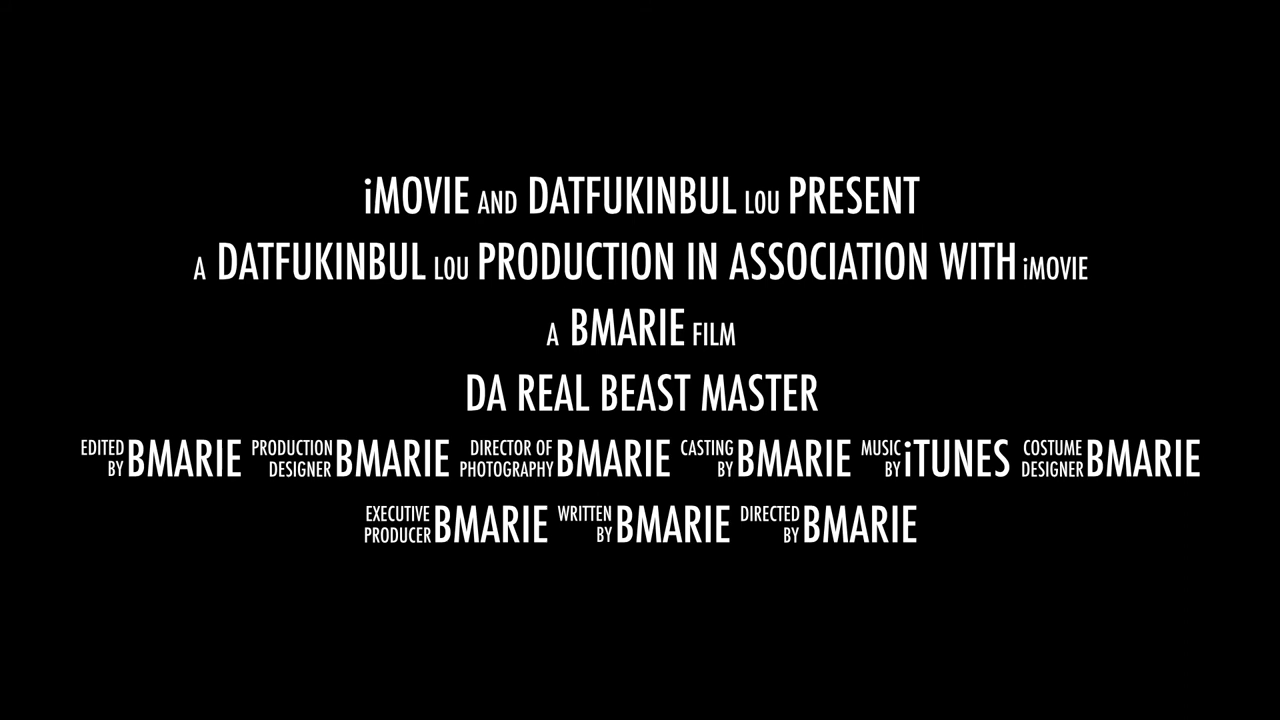 iMOVIE AND DATFUKINBUL LOU PRESENT
A DATFUKINBUL LOU PRODUCTION IN ASSOCIATION WITH iMOVIE
A BMARIE FILM
DA REAL BEAST MASTER
EDITED BY BMARIE PRODUCTION DESIGNER BMARIE DIRECTOR OF PHOTOGRAPHY BMARIE CASTING BY BMARIE MUSIC BY iTUNES COSTUME DESIGNER BMARIE
EXECUTIVE PRODUCER BMARIE WRITTEN BY BMARIE DIRECTED BY BMARIE